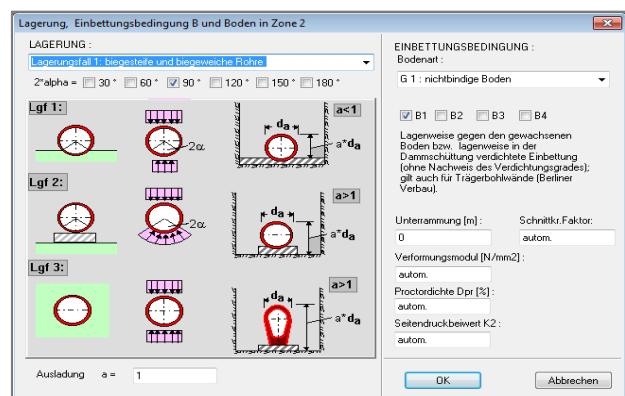 Lagerung, Einbettungsbedingung B und Boden in Zone 2
LAGERUNG :
Lagerungsfall 1: biegesteife und biegeweiche Rohre
2*alpha = 30 ° 60 ° 90 ° 120 ° 150 ° 180 °
Lgf 1:
2α
a<1
da
a*da
Lgf 2:
2α
a>1
da
a*da
Lgf 3:
a>1
da
a*da
Ausladung a = 1
EINBETTUNGSBEDINGUNG :
Bodenart :
G 1 : nichtbindige Boden
B1 B2 B3 B4
Lagenweise gegen den gewachsenen
Boden bzw. lagenweise in der
Dammschüttung verdichtete Einbettung
(ohne Nachweis des Verdichtungsgrades);
gilt auch für Trägerbohlwände (Berliner
Verbau).
Unterrammung [m] : Schnittkr.Faktor:
0 autom.
Verformungsmodul [N/mm2] :
autom.
Proctordichte Dpr [%] :
autom.
Seitendruckbeiwert K2 :
autom.
OK Abbrechen